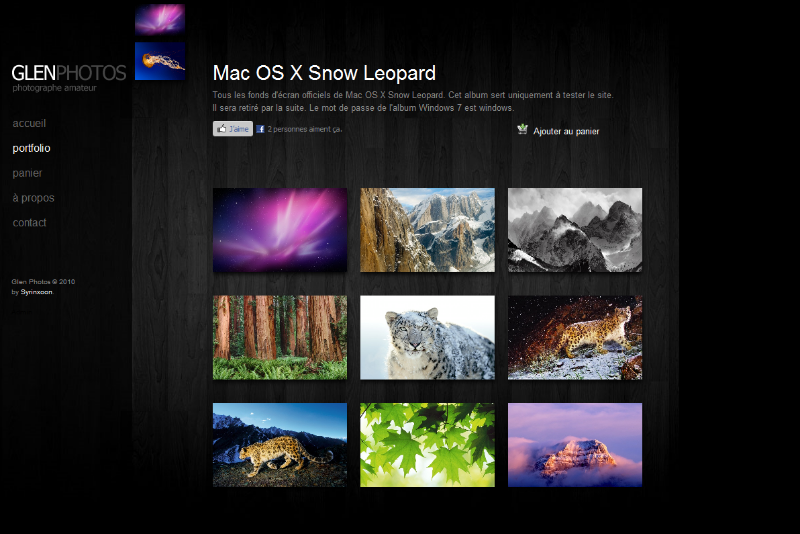 GLENPHOTOS
photographe amateur
accueil
portfolio
panier
à propos
contact
Glen Photos © 2010
by Syrinxoon.
Mac OS X Snow Leopard
Tous les fonds d'écran officiels de Mac OS X Snow Leopard. Cet album sert uniquement à tester le site.
Il sera retiré par la suite. Le mot de passe de l'album Windows 7 est windows.
J'aime
2 personnes aiment ça.
Ajouter au panier